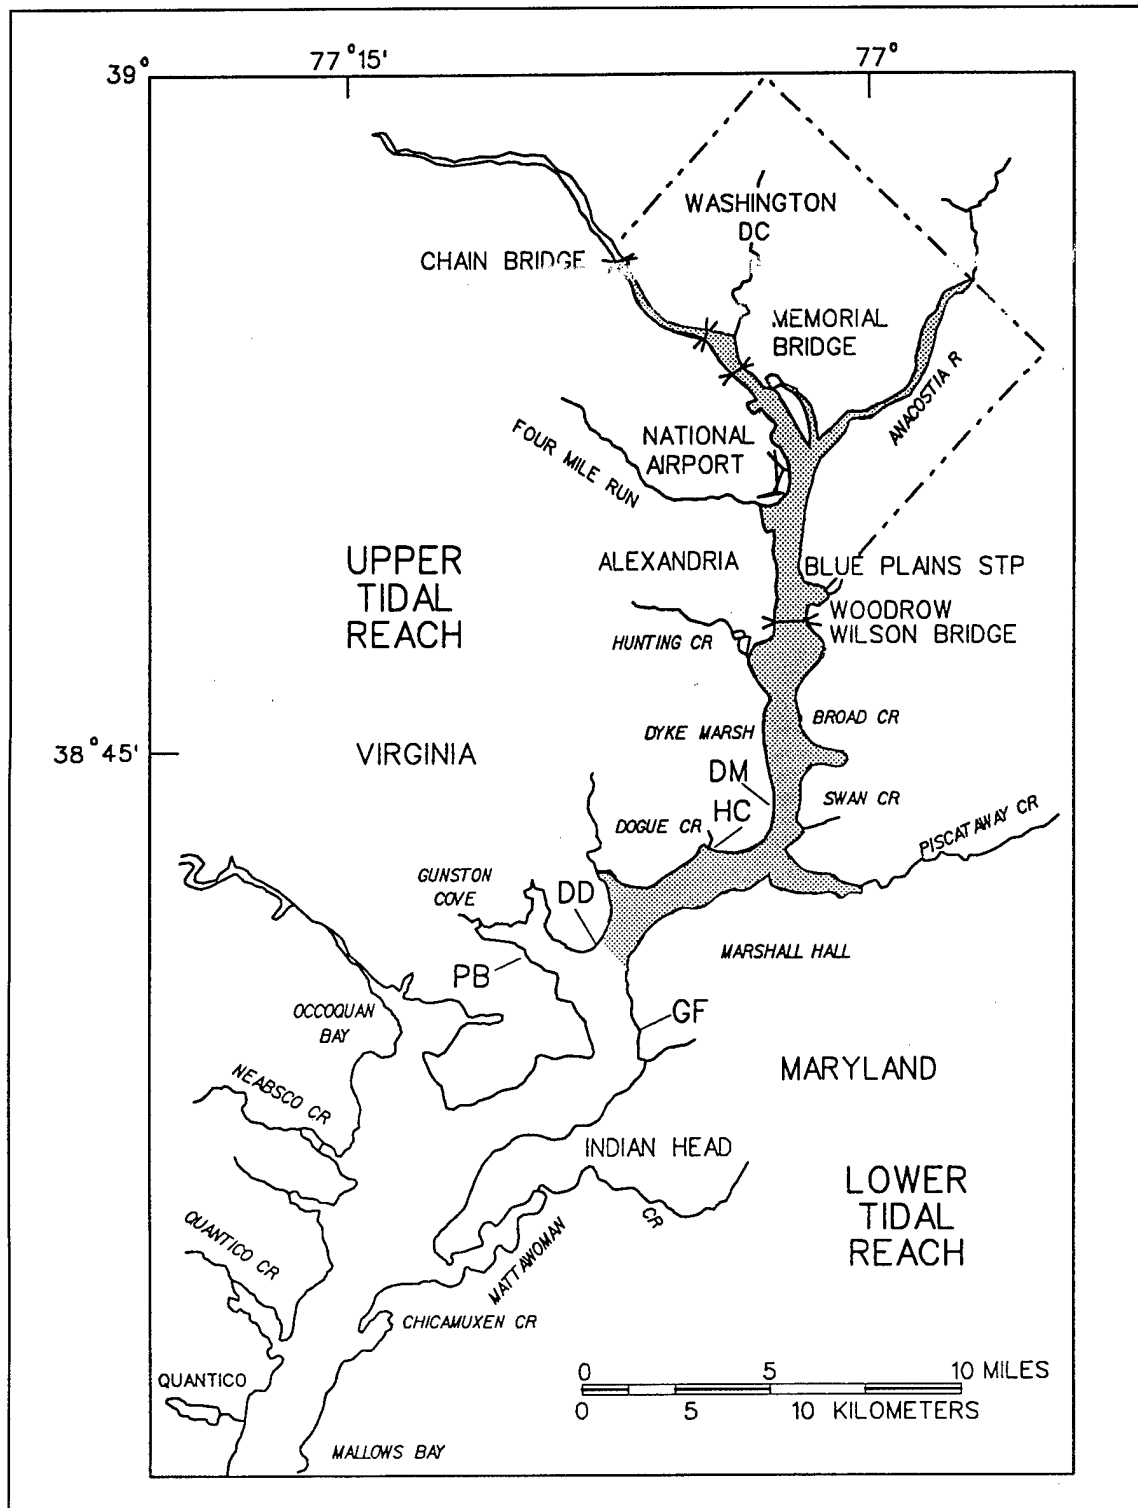 77°15'
77°
39°
WASHINGTON
DC
CHAIN BRIDGE
MEMORIAL
BRIDGE
ANACOSTIA R
NATIONAL
AIRPORT
FOUR MILE RUN
UPPER
TIDAL
REACH
ALEXANDRIA
BLUE PLAINS STP
WOODROW
WILSON BRIDGE
HUNTING CR
BROAD CR
DYKE MARSH
38°45'
VIRGINIA
DM
HC
SWAN CR
DOGUE CR
PISCATAWAY CR
GUNSTON
COVE
DD
MARSHALL HALL
PB
OCCOQUAN
BAY
GF
MARYLAND
NEABSCO CR
INDIAN HEAD
LOWER
TIDAL
REACH
QUANTICO CR
MATTAWOMAN
CR
CHICAMUXEN CR
QUANTICO
0 5 10 MILES
0 5 10 KILOMETERS
MALLOWS BAY